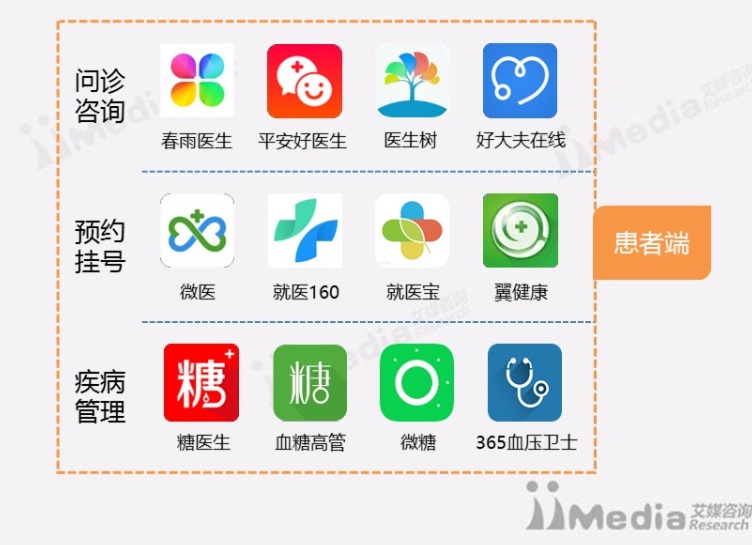 问诊
咨询
春雨医生 平安好医生 医生树 好大夫在线
预约
挂号
微医 就医160 就医宝 翼健康
患者端
疾病
管理
糖
糖
糖医生 血糖高管 微糖 365血压卫士
iiMedia 艾媒咨询
Research